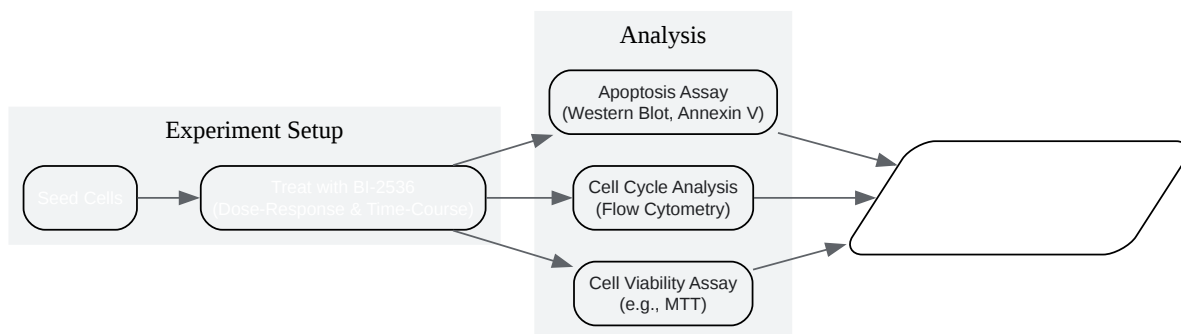 Experiment Setup
Seed Cells
Treat with BI-2536
(Dose-Response & Time-Course)
Analysis
Apoptosis Assay
(Western Blot, Annexin V)
Cell Cycle Analysis
(Flow Cytometry)
Cell Viability Assay
(e.g., MTT)